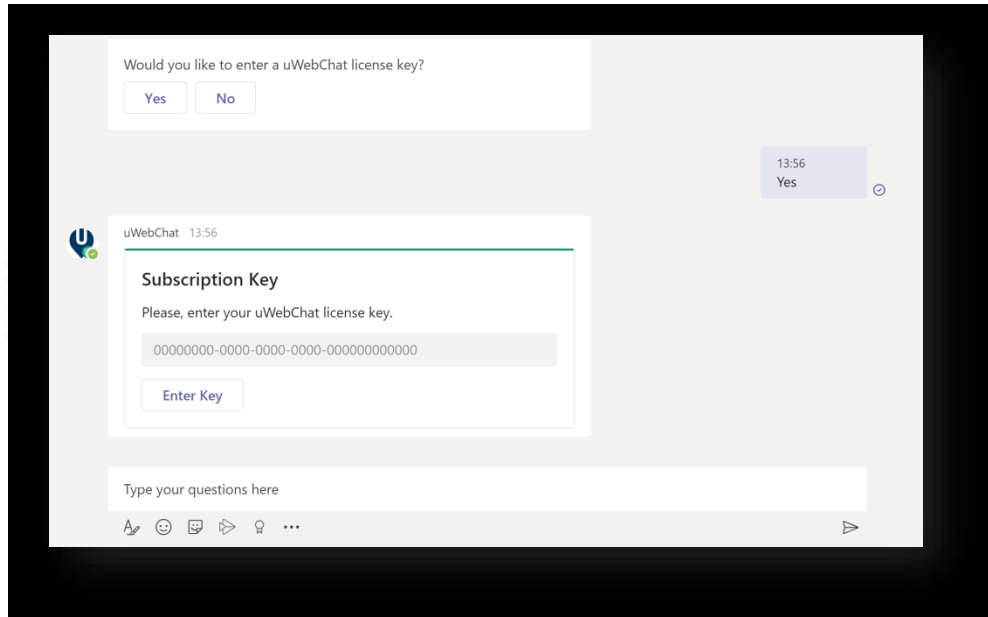 Would you like to enter a uWebChat license key?
Yes No
13:56
Yes
U
uWebChat 13:56
Subscription Key
Please, enter your uWebChat license key.
00000000-0000-0000-0000-000000000000
Enter Key
Type your questions here